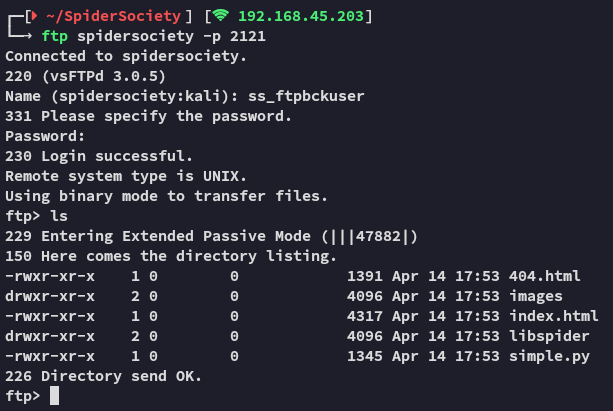 ~/SpiderSociety ] [ 192.168.45.203]
ftp spidersociety -p 2121
Connected to spidersociety.
220 (vsFTPd 3.0.5)
Name (spidersociety:kali): ss_ftpbckuser
331 Please specify the password.
Password:
230 Login successful.
Remote system type is UNIX.
Using binary mode to transfer files.
ftp> ls
229 Entering Extended Passive Mode (|||47882|)
150 Here comes the directory listing.
-rwxr-xr-x    1 0        0            1391 Apr 14 17:53 404.html
drwxr-xr-x    2 0        0            4096 Apr 14 17:53 images
-rwxr-xr-x    1 0        0            4317 Apr 14 17:53 index.html
drwxr-xr-x    2 0        0            4096 Apr 14 17:53 libspider
-rwxr-xr-x    1 0        0            1345 Apr 14 17:53 simple.py
226 Directory send OK.
ftp>